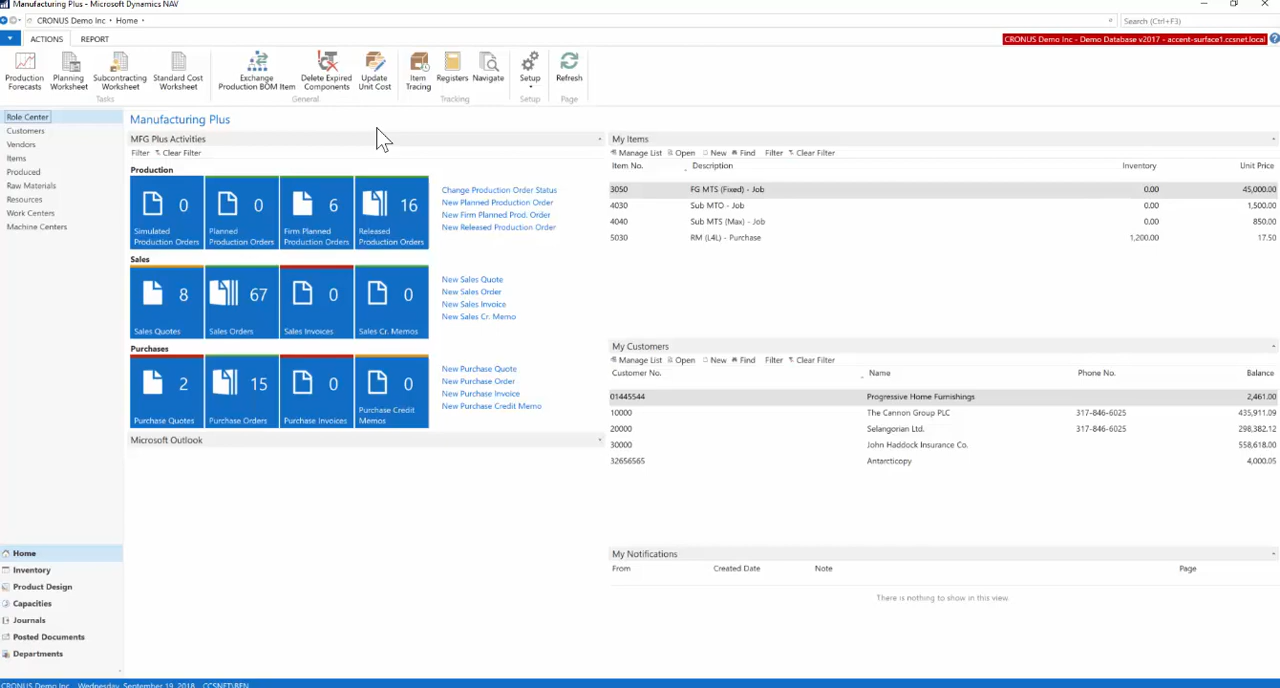 Manufacturing Plus - Microsoft Dynamics NAV
CRONUS Demo Inc • Home •
Search (Ctrl+F3)
ACTIONS REPORT
CRONUS Demo Inc - Demo Database v2017 - accent-surface1.ccsnet.local
Production Forecasts
Planning Worksheet
Subcontracting Worksheet
Standard Cost Worksheet
Tasks
Exchange Production BOM Item
Delete Expired Components
Update Unit Cost
General
Item Tracing
Registers
Navigate
Tracking
Setup
Setup
Refresh
Page
Role Center
Customers
Vendors
Items
Produced
Raw Materials
Resources
Work Centers
Machine Centers
Home
Inventory
Product Design
Capacities
Journals
Posted Documents
Departments
Manufacturing Plus
MFG Plus Activities
Filter Clear Filter
Production
0
Simulated
Production Orders
0
Planned
Production Orders
6
Firm Planned
Production Orders
16
Released
Production Orders
Change Production Order Status
New Planned Production Order
New Firm Planned Prod. Order
New Released Production Order
Sales
8
Sales Quotes
67
Sales Orders
0
Sales Invoices
0
Sales Cr. Memos
New Sales Quote
New Sales Order
New Sales Invoice
New Sales Cr. Memo
Purchases
2
Purchase Quotes
15
Purchase Orders
0
Purchase Invoices
0
Purchase Credit
Memos
New Purchase Quote
New Purchase Order
New Purchase Invoice
New Purchase Credit Memo
Microsoft Outlook
My Items
Manage List Open New Find Filter Clear Filter
Item No. Description Inventory Unit Price
3050 FG MTS (Fixed) - Job 0.00 45,000.00
4030 Sub MTO - Job 0.00 1,500.00
4040 Sub MTS (Max) - Job 0.00 850.00
5030 RM (L4L) - Purchase 1,200.00 17.50
My Customers
Manage List Open New Find Filter Clear Filter
Customer No. Name Phone No. Balance
01445544 Progressive Home Furnishings 2,461.00
10000 The Cannon Group PLC 317-846-6025 435,911.09
20000 Selangorian Ltd. 317-846-6025 298,382.12
30000 John Haddock Insurance Co. 558,618.00
32656565 Antarcticopy 4,000.05
My Notifications
From Created Date Note Page
There is nothing to show in this view.
CRONUS Demo Inc Wednesday, September 19, 2018 CCSNET\BEN